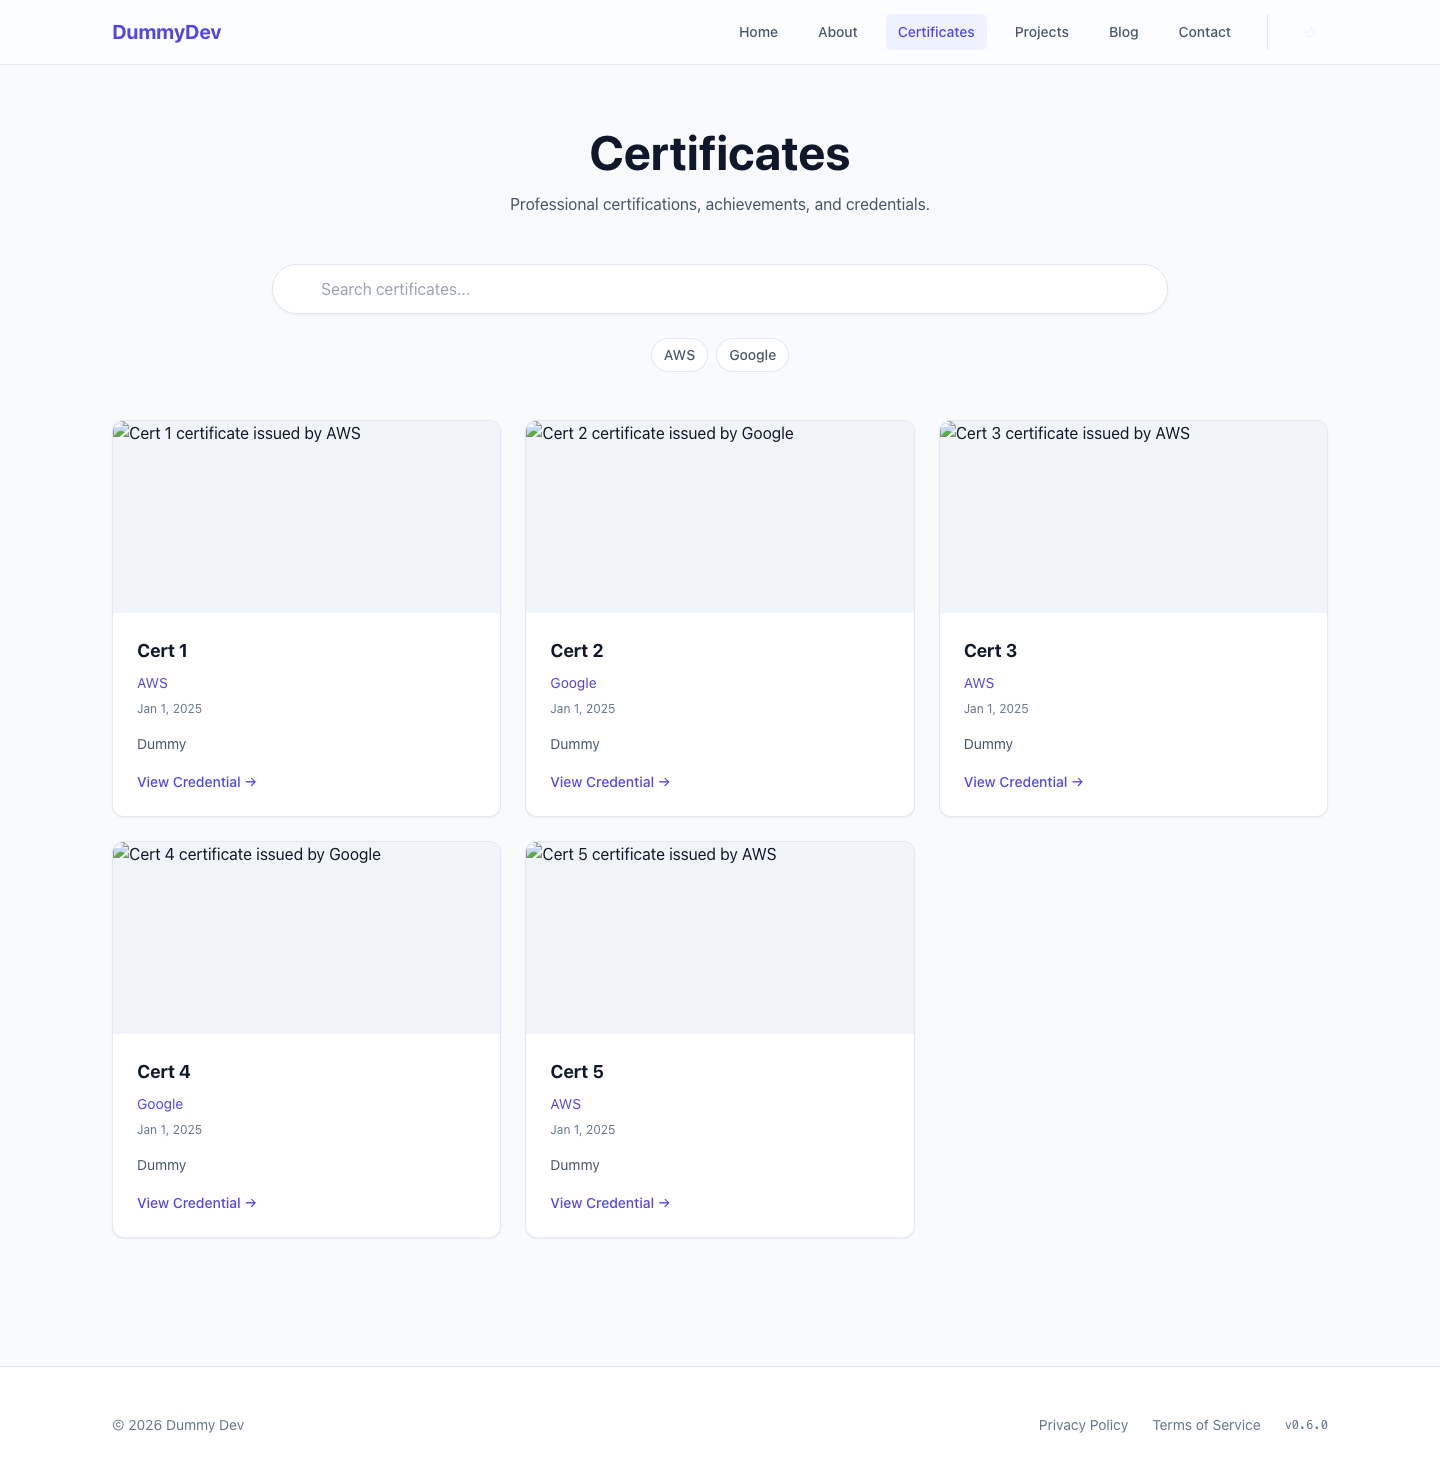 DummyDev
Home About Certificates Projects Blog Contact
Certificates
Professional certifications, achievements, and credentials.
Search certificates...
AWS Google
Cert 1 certificate issued by AWS
Cert 2 certificate issued by Google
Cert 3 certificate issued by AWS
Cert 1
AWS
Jan 1, 2025
Dummy
View Credential →
Cert 2
Google
Jan 1, 2025
Dummy
View Credential →
Cert 3
AWS
Jan 1, 2025
Dummy
View Credential →
Cert 4 certificate issued by Google
Cert 5 certificate issued by AWS
Cert 4
Google
Jan 1, 2025
Dummy
View Credential →
Cert 5
AWS
Jan 1, 2025
Dummy
View Credential →
© 2026 Dummy Dev
Privacy Policy Terms of Service v0.6.0